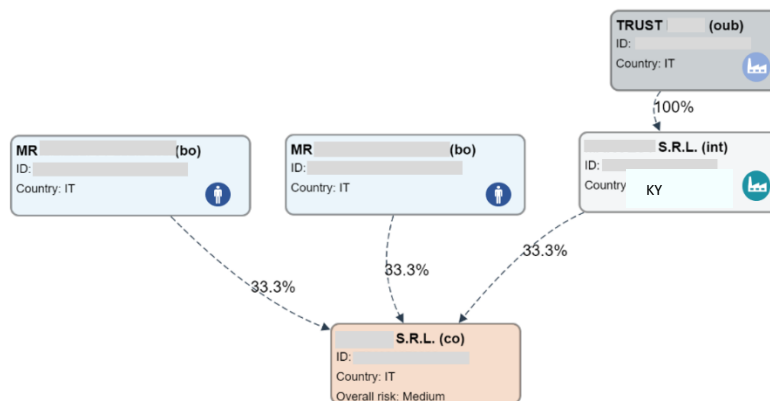 TRUST (oub)
ID:
Country: IT
100%
MR (bo)
ID:
Country: IT
MR (bo)
ID:
Country: IT
S.R.L. (int)
ID:
Country KY
33.3%
33.3%
33.3%
S.R.L. (co)
ID:
Country: IT
Overall risk: Medium